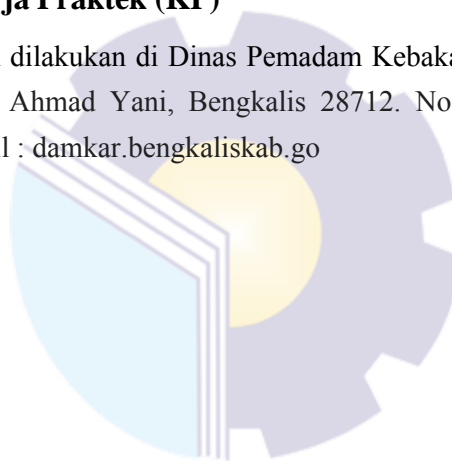 ja Praktek (KP)
dilakukan di Dinas Pemadam Kebaka
Ahmad Yani, Bengkalis 28712. No
l : damkar.bengkaliskab.go